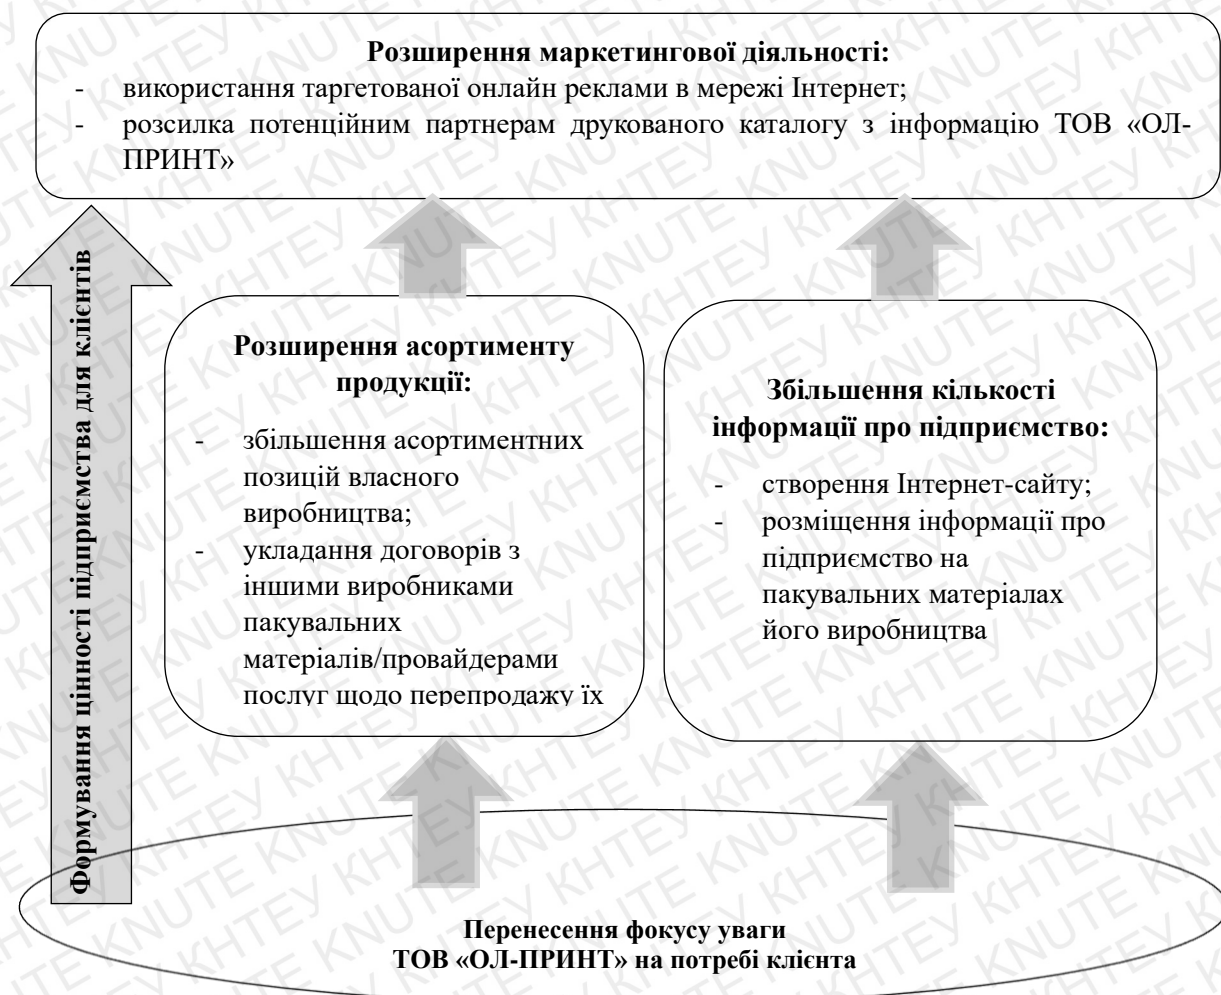 Розширення маркетингової діяльності:
- використання таргетованої онлайн реклами в мережі Інтернет;
- розсилка потенційним партнерам друкованого каталогу з інформацію ТОВ «ОЛ-
ПРИНТ»
Формування цінності підприємства для клієнтів
Розширення асортименту
продукції:
- збільшення асортиментних
позицій власного
виробництва;
- укладання договорів з
іншими виробниками
пакувальних
матеріалів/провайдерами
послуг щодо перепродажу їх
Збільшення кількості
інформації про підприємство:
- створення Інтернет-сайту;
- розміщення інформації про
підприємство на
пакувальних матеріалах
його виробництва
Перенесення фокусу уваги
ТОВ «ОЛ-ПРИНТ» на потребі клієнта